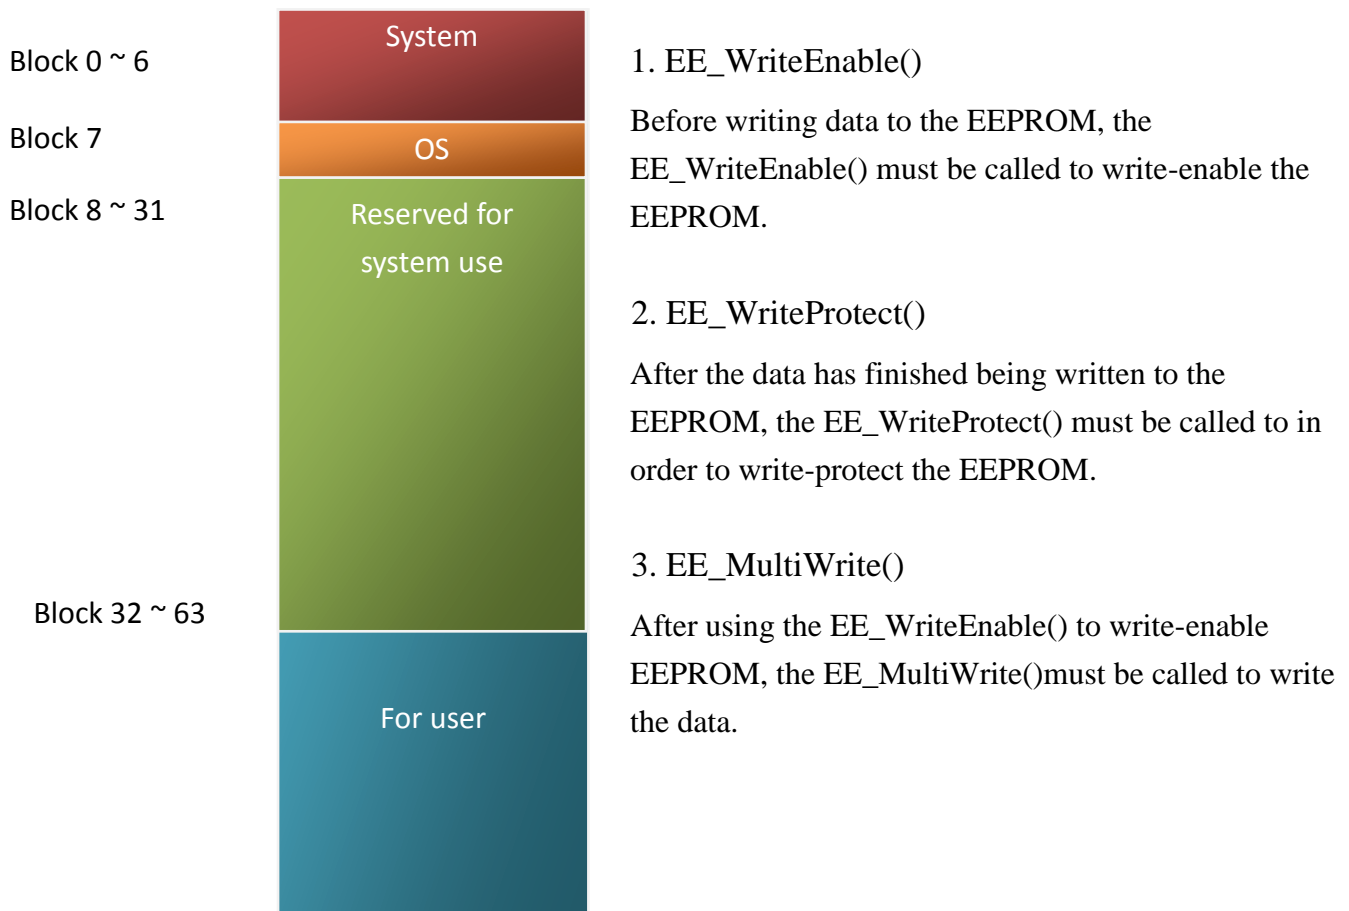 Block 0 ~ 6
Block 7
Block 8 ~ 31
Block 32 ~ 63
System
OS
Reserved for
system use
For user
1. EE_WriteEnable()
Before writing data to the EEPROM, the
EE_WriteEnable() must be called to write-enable the
EEPROM.
2. EE_WriteProtect()
After the data has finished being written to the
EEPROM, the EE_WriteProtect() must be called to in
order to write-protect the EEPROM.
3. EE_MultiWrite()
After using the EE_WriteEnable() to write-enable
EEPROM, the EE_MultiWrite()must be called to write
the data.